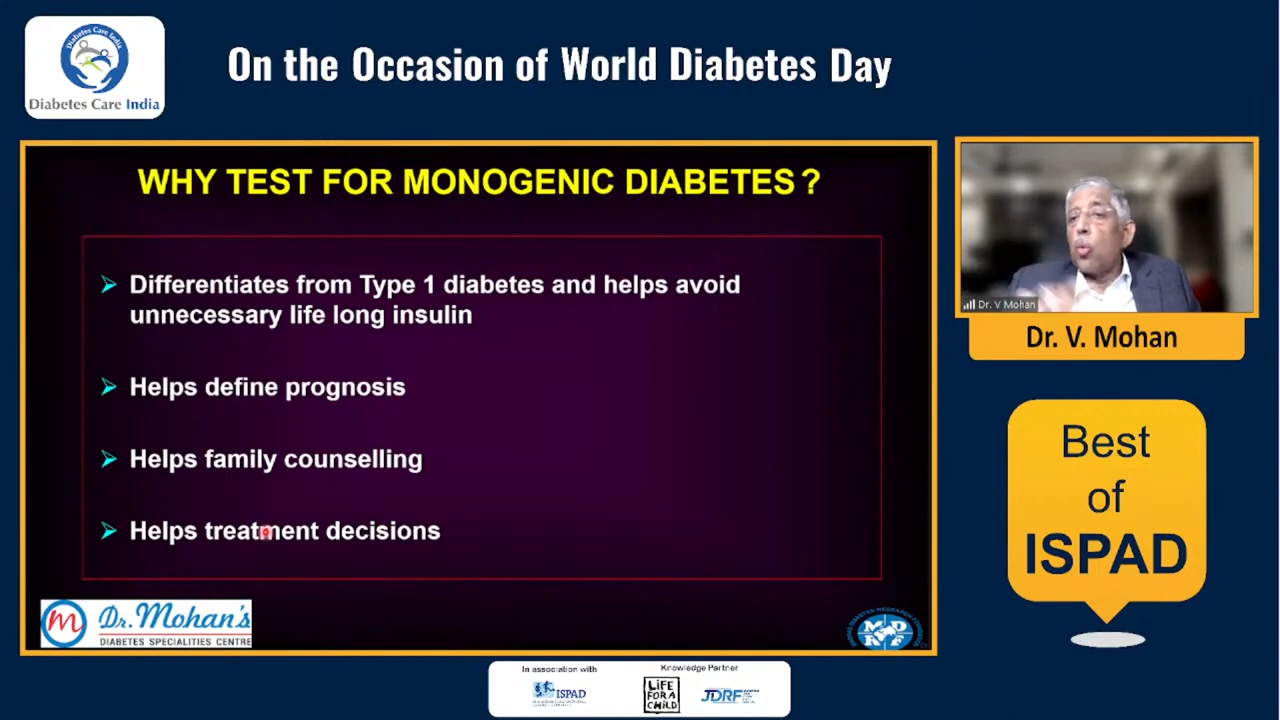 Diabetes Care India
Diabetes Care India
On the Occasion of World Diabetes Day
WHY TEST FOR MONOGENIC DIABETES ?
Differentiates from Type 1 diabetes and helps avoid
unnecessary life long insulin
Helps define prognosis
Helps family counselling
Helps treatment decisions
m Dr. Mohan's
DIABETES SPECIALITIES CENTRE
Dr. V Mohan
Dr. V. Mohan
Best
of
ISPAD
In association with
ISPAD
Knowledge Partner
LiFE
FOR A
CHiLD
JDRF